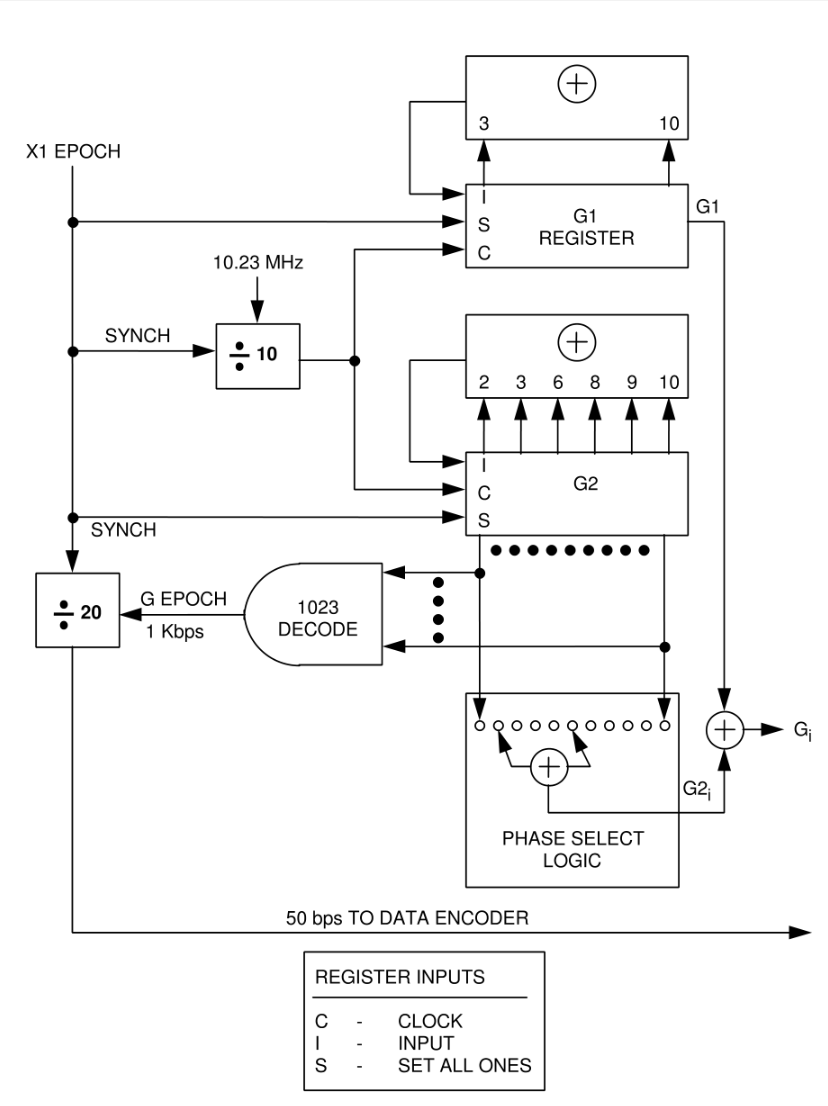 3 10
X1 EPOCH
I
S
C
G1
REGISTER
G1
10.23 MHz
SYNCH
÷ 10
2 3 6 8 9 10
I
C
S
G2
SYNCH
÷ 20
G EPOCH
1 Kbps
1023
DECODE
Gi
G2i
PHASE SELECT
LOGIC
50 bps TO DATA ENCODER
REGISTER INPUTS
C - CLOCK
I - INPUT
S - SET ALL ONES